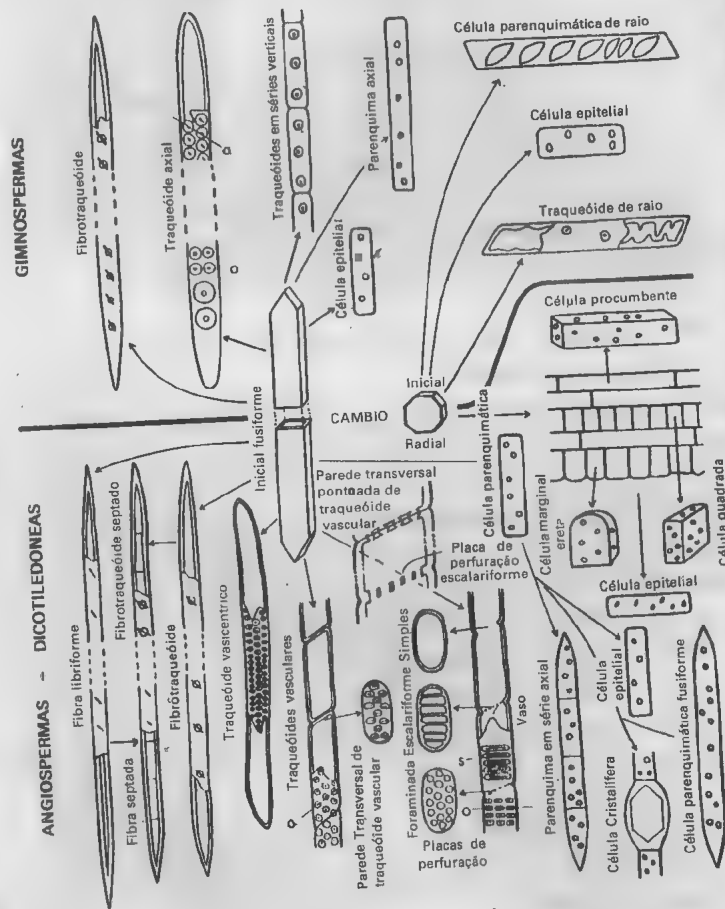 ANGIOSPERMAS - DICOTILEDONEAS
GIMNOSPERMAS
Fibra libriforme
Fibra septada
Fibrotraqueóide septado
Fibrótraqueóide
Inicial fusiforme
Traqueóide vasicentrico
Traqueóides vasculares
Parede Transversal de
traqueóide vascular
Parede transversal
pontuada de
traqueóide
vascular
Placa de
perfuração
escalariforme
Foraminada Escalariforme Simples
Placas de
perfuração
Vaso
S
Parenquima em série axial
Célula Cristalífera
Célula
epitelial
Célula parenquimática fusiforme
Célula parenquimática
CAMBIO
Inicial
Radial
Célula marginal
eret
Célula epitelial
Célula quadrada
Célula procumbente
Fibrotraqueóide
Traqueóide axial
Traqueóides em séries verticais
Parenquima axial
Célula epitelial
Célula parenquimática de raio
Célula epitelial
Traqueóide de raio